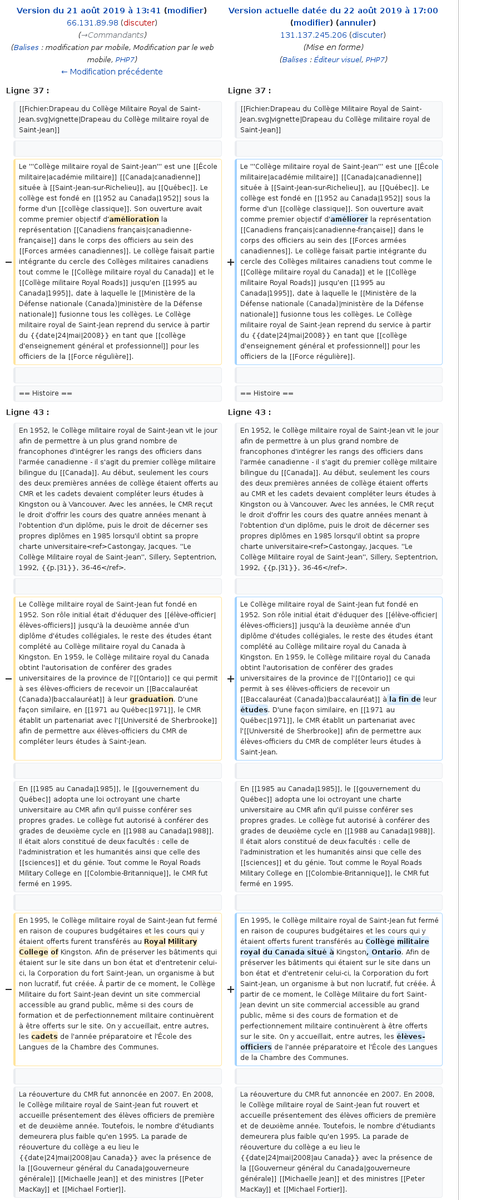 Version du 21 août 2019 à 13:41 (modifier)
66.131.89.98 (discuter)
(→Commandants)
(Balises : modification par mobile, Modification par le web
mobile, PHP7)
← Modification précédente
Version actuelle datée du 22 août 2019 à 17:00
(modifier) (annuler)
131.137.245.206 (discuter)
(Mise en forme)
(Balises : Éditeur visuel, PHP7)
Ligne 37 :
Ligne 37 :
[[Fichier:Drapeau du Collège Militaire Royal de Saint-
Jean.svg|vignette|Drapeau du Collège militaire royal de
Saint-Jean]]
[[Fichier:Drapeau du Collège Militaire Royal de Saint-
Jean.svg|vignette|Drapeau du Collège militaire royal de
Saint-Jean]]
−
Le '''Collège militaire royal de Saint-Jean''' est une [[École
militaire|académie militaire]] [[Canada|canadienne]]
située à [[Saint-Jean-sur-Richelieu]], au [[Québec]]. Le
collège est fondé en [[1952 au Canada|1952]] sous la
forme d'un [[collège classique]]. Son ouverture avait
comme premier objectif d'amélioration la
représentation [[Canadiens français|canadienne-
française]] dans le corps des officiers au sein des
[[Forces armées canadiennes]]. Le collège faisait partie
intégrante du cercle des Collèges militaires canadiens
tout comme le [[Collège militaire royal du Canada]] et le
[[Collège militaire Royal Roads]] jusqu'en [[1995 au
Canada|1995]], date à laquelle le [[Ministère de la
Défense nationale (Canada)|ministère de la Défense
nationale]] fusionne tous les collèges. Le Collège
militaire royal de Saint-Jean reprend du service à partir
du {{date|24|mai|2008}} en tant que [[collège
d'enseignement général et professionnel]] pour les
officiers de la [[Force régulière]].
+
Le '''Collège militaire royal de Saint-Jean''' est une [[École
militaire|académie militaire]] [[Canada|canadienne]]
située à [[Saint-Jean-sur-Richelieu]], au [[Québec]]. Le
collège est fondé en [[1952 au Canada|1952]] sous la
forme d'un [[collège classique]]. Son ouverture avait
comme premier objectif d'améliorer la représentation
[[Canadiens français|canadienne-française]] dans le
corps des officiers au sein des [[Forces armées
canadiennes]]. Le collège faisait partie intégrante du
cercle des Collèges militaires canadiens tout comme le
[[Collège militaire royal du Canada]] et le [[Collège
militaire Royal Roads]] jusqu'en [[1995 au
Canada|1995]], date à laquelle le [[Ministère de la
Défense nationale (Canada)|ministère de la Défense
nationale]] fusionne tous les collèges. Le Collège
militaire royal de Saint-Jean reprend du service à partir
du {{date|24|mai|2008}} en tant que [[collège
d'enseignement général et professionnel]] pour les
officiers de la [[Force régulière]].
== Histoire ==
== Histoire ==
Ligne 43 :
Ligne 43 :
En 1952, le Collège militaire royal de Saint-Jean vit le jour
afin de permettre à un plus grand nombre de
francophones d'intégrer les rangs des officiers dans
l'armée canadienne - il s'agit du premier collège militaire
bilingue du [[Canada]]. Au début, seulement les cours
des deux premières années de collège étaient offerts au
CMR et les cadets devaient compléter leurs études à
Kingston ou à Vancouver. Avec les années, le CMR reçut
le droit d'offrir les cours des quatre années menant à
l'obtention d'un diplôme, puis le droit de décerner ses
propres diplômes en 1985 lorsqu'il obtint sa propre
charte universitaire<ref>Castongay, Jacques. ''Le
Collège Militaire royal de Saint-Jean'', Sillery, Septentrion,
1992, {{p.|31}}, 36-46</ref>.
En 1952, le Collège militaire royal de Saint-Jean vit le jour
afin de permettre à un plus grand nombre de
francophones d'intégrer les rangs des officiers dans
l'armée canadienne - il s'agit du premier collège militaire
bilingue du [[Canada]]. Au début, seulement les cours
des deux premières années de collège étaient offerts au
CMR et les cadets devaient compléter leurs études à
Kingston ou à Vancouver. Avec les années, le CMR reçut
le droit d'offrir les cours des quatre années menant à
l'obtention d'un diplôme, puis le droit de décerner ses
propres diplômes en 1985 lorsqu'il obtint sa propre
charte universitaire<ref>Castongay, Jacques. ''Le
Collège Militaire royal de Saint-Jean'', Sillery, Septentrion,
1992, {{p.|31}}, 36-46</ref>.
−
Le Collège militaire royal de Saint-Jean fut fondé en
1952. Son rôle initial était d'éduquer des [[élève-officier|
élèves-officiers]] jusqu'à la deuxième année d'un
diplôme d'études collégiales, le reste des études étant
complété au Collège militaire royal du Canada à
Kingston. En 1959, le Collège militaire royal du Canada
obtint l'autorisation de conférer des grades
universitaires de la province de l'[[Ontario]] ce qui permit
à ses élèves-officiers de recevoir un [[Baccalauréat
(Canada)|baccalauréat]] à leur graduation. D'une
façon similaire, en [[1971 au Québec|1971]], le CMR
établit un partenariat avec l'[[Université de Sherbrooke]]
afin de permettre aux élèves-officiers du CMR de
compléter leurs études à Saint-Jean.
+
Le Collège militaire royal de Saint-Jean fut fondé en
1952. Son rôle initial était d'éduquer des [[élève-officier|
élèves-officiers]] jusqu'à la deuxième année d'un
diplôme d'études collégiales, le reste des études étant
complété au Collège militaire royal du Canada à
Kingston. En 1959, le Collège militaire royal du Canada
obtint l'autorisation de conférer des grades
universitaires de la province de l'[[Ontario]] ce qui
permit à ses élèves-officiers de recevoir un
[[Baccalauréat (Canada)|baccalauréat]] à la fin de leur
études. D'une façon similaire, en [[1971 au
Québec|1971]], le CMR établit un partenariat avec
l'[[Université de Sherbrooke]] afin de permettre aux
élèves-officiers du CMR de compléter leurs études à
Saint-Jean.
En [[1985 au Canada|1985]], le [[gouvernement du
Québec]] adopta une loi octroyant une charte
universitaire au CMR afin qu'il puisse conférer ses
propres grades. Le collège fut autorisé à conférer des
grades de deuxième cycle en [[1988 au Canada|1988]].
Il était alors constitué de deux facultés : celle de
l'administration et les humanités ainsi que celle des
[[sciences]] et du génie. Tout comme le Royal Roads
Military College en [[Colombie-Britannique]], le CMR fut
fermé en 1995.
En [[1985 au Canada|1985]], le [[gouvernement du
Québec]] adopta une loi octroyant une charte
universitaire au CMR afin qu'il puisse conférer ses
propres grades. Le collège fut autorisé à conférer des
grades de deuxième cycle en [[1988 au Canada|1988]].
Il était alors constitué de deux facultés : celle de
l'administration et les humanités ainsi que celle des
[[sciences]] et du génie. Tout comme le Royal Roads
Military College en [[Colombie-Britannique]], le CMR fut
fermé en 1995.
−
En 1995, le Collège militaire royal de Saint-Jean fut fermé
en raison de coupures budgétaires et les cours qui y
étaient offerts furent transférés au Royal Military
College of Kingston. Afin de préserver les bâtiments qui
étaient sur le site dans un bon état et d'entretenir celui-
ci, la Corporation du fort Saint-Jean, un organisme à but
non lucratif, fut créée. À partir de ce moment, le Collège
Militaire du fort Saint-Jean devint un site commercial
accessible au grand public, même si des cours de
formation et de perfectionnement militaire continuèrent
à être offerts sur le site. On y accueillait, entre autres,
les cadets de l'année préparatoire et l'École des
Langues de la Chambre des Communes.
+
En 1995, le Collège militaire royal de Saint-Jean fut fermé
en raison de coupures budgétaires et les cours qui y
étaient offerts furent transférés au Collège militaire
royal du Canada situé à Kingston, Ontario. Afin de
préserver les bâtiments qui étaient sur le site dans un
bon état et d'entretenir celui-ci, la Corporation du fort
Saint-Jean, un organisme à but non lucratif, fut créée. À
partir de ce moment, le Collège Militaire du fort Saint-
Jean devint un site commercial accessible au grand
public, même si des cours de formation et de
perfectionnement militaire continuèrent à être offerts
sur le site. On y accueillait, entre autres, les élèves-
officiers de l'année préparatoire et l'École des Langues
de la Chambre des Communes.
La réouverture du CMR fut annoncée en 2007. En 2008,
le Collège militaire royal de Saint-Jean fut rouvert et
accueille présentement des élèves officiers de première
et de deuxième année. Toutefois, le nombre d'étudiants
demeurera plus faible qu'en 1995. La parade de
réouverture du collège a eu lieu le
{{date|24|mai|2008|au Canada}} avec la présence de
la [[Gouverneur général du Canada|gouverneure
générale]] [[Michaëlle Jean]] et des ministres [[Peter
MacKay]] et [[Michael Fortier]].
La réouverture du CMR fut annoncée en 2007. En 2008,
le Collège militaire royal de Saint-Jean fut rouvert et
accueille présentement des élèves officiers de première
et de deuxième année. Toutefois, le nombre d'étudiants
demeurera plus faible qu'en 1995. La parade de
réouverture du collège a eu lieu le
{{date|24|mai|2008|au Canada}} avec la présence de
la [[Gouverneur général du Canada|gouverneure
générale]] [[Michaëlle Jean]] et des ministres [[Peter
MacKay]] et [[Michael Fortier]].